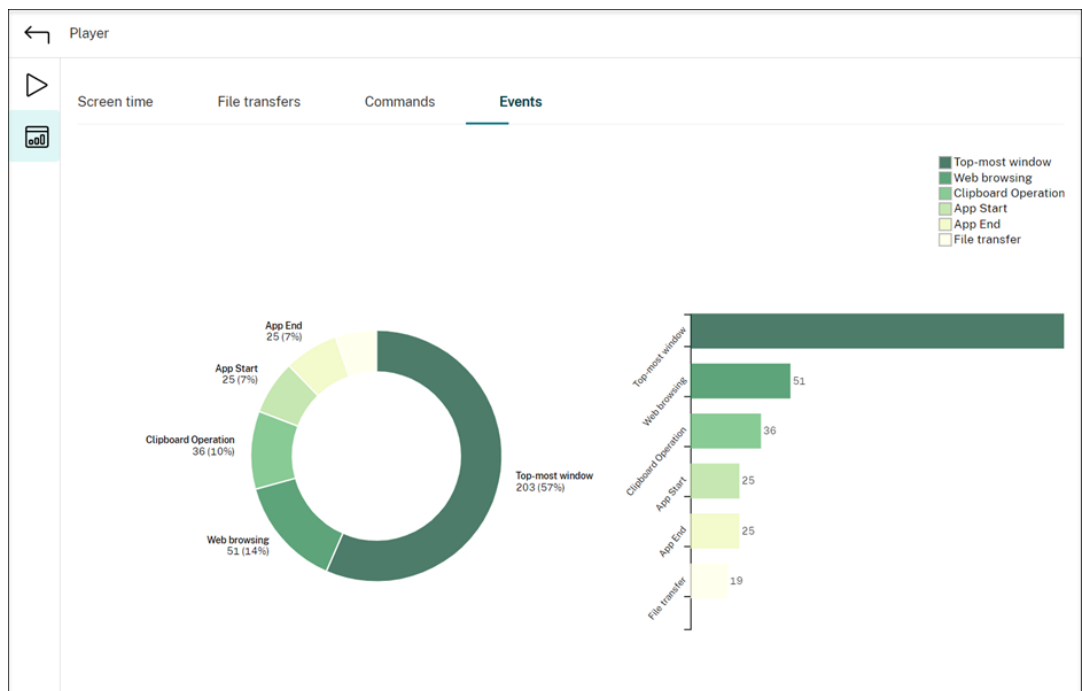 Player
Screen time
File transfers
Commands
Events
Top-most window
Web browsing
Clipboard Operation
App Start
App End
File transfer
App End
25 (7%)
App Start
25 (7%)
Clipboard Operation
36 (10%)
Web browsing
51 (14%)
Top-most window
203 (57%)
Top-most window
Web browsing
51
Clipboard Operation
36
App Start
25
App End
25
File transfer
19